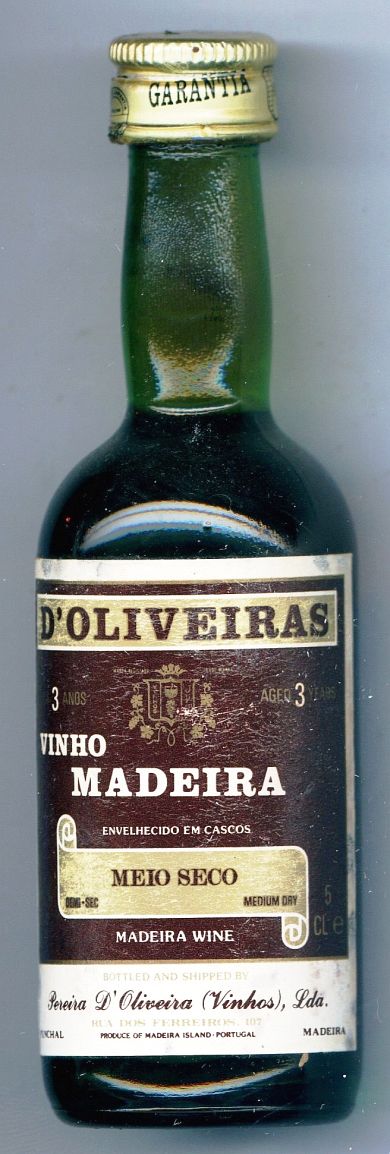 GARANTIA
D'OLIVEIRAS
3 ANOS
AGED 3 YEARS
VINHO
MADEIRA
ENVELHECIDO EM CASCOS
MEIO SECO
DEMI-SEC
MEDIUM DRY
5
CL e
MADEIRA WINE
BOTTLED AND SHIPPED BY
Pereira D'Oliveira (Vinhos), Lda.
RUA DOS FERREIROS, 107
UNCHAL
PRODUCE OF MADEIRA ISLAND · PORTUGAL
MADEIRA